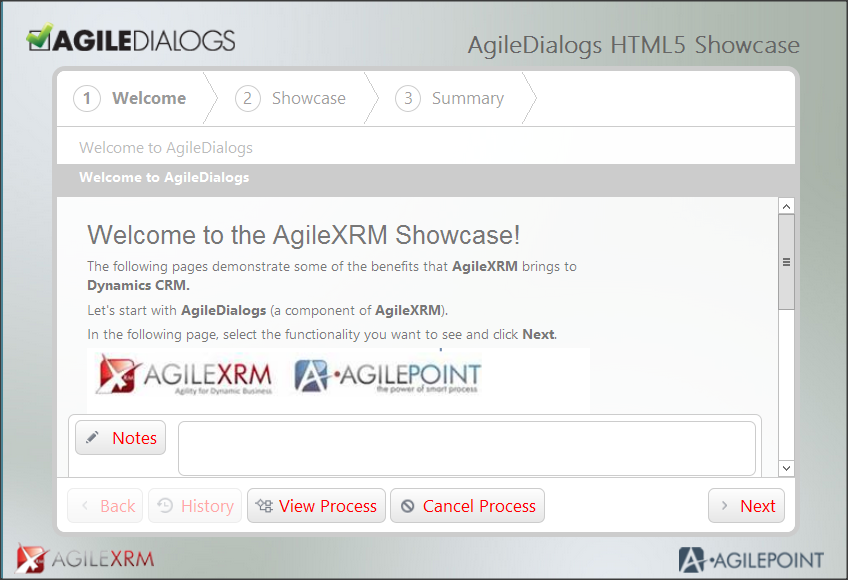 AGILEDIALOGS
AgileDialogs HTML5 Showcase
1 Welcome 2 Showcase 3 Summary
Welcome to AgileDialogs
Welcome to AgileDialogs
Welcome to the AgileXRM Showcase!
The following pages demonstrate some of the benefits that AgileXRM brings to
Dynamics CRM.
Let's start with AgileDialogs (a component of AgileXRM).
In the following page, select the functionality you want to see and click Next.
AGILEXRM AGILEPOINT
Agility for Dynamic Business the power of smart process
Notes
Back History View Process Cancel Process Next
AGILEXRM AGILEPOINT